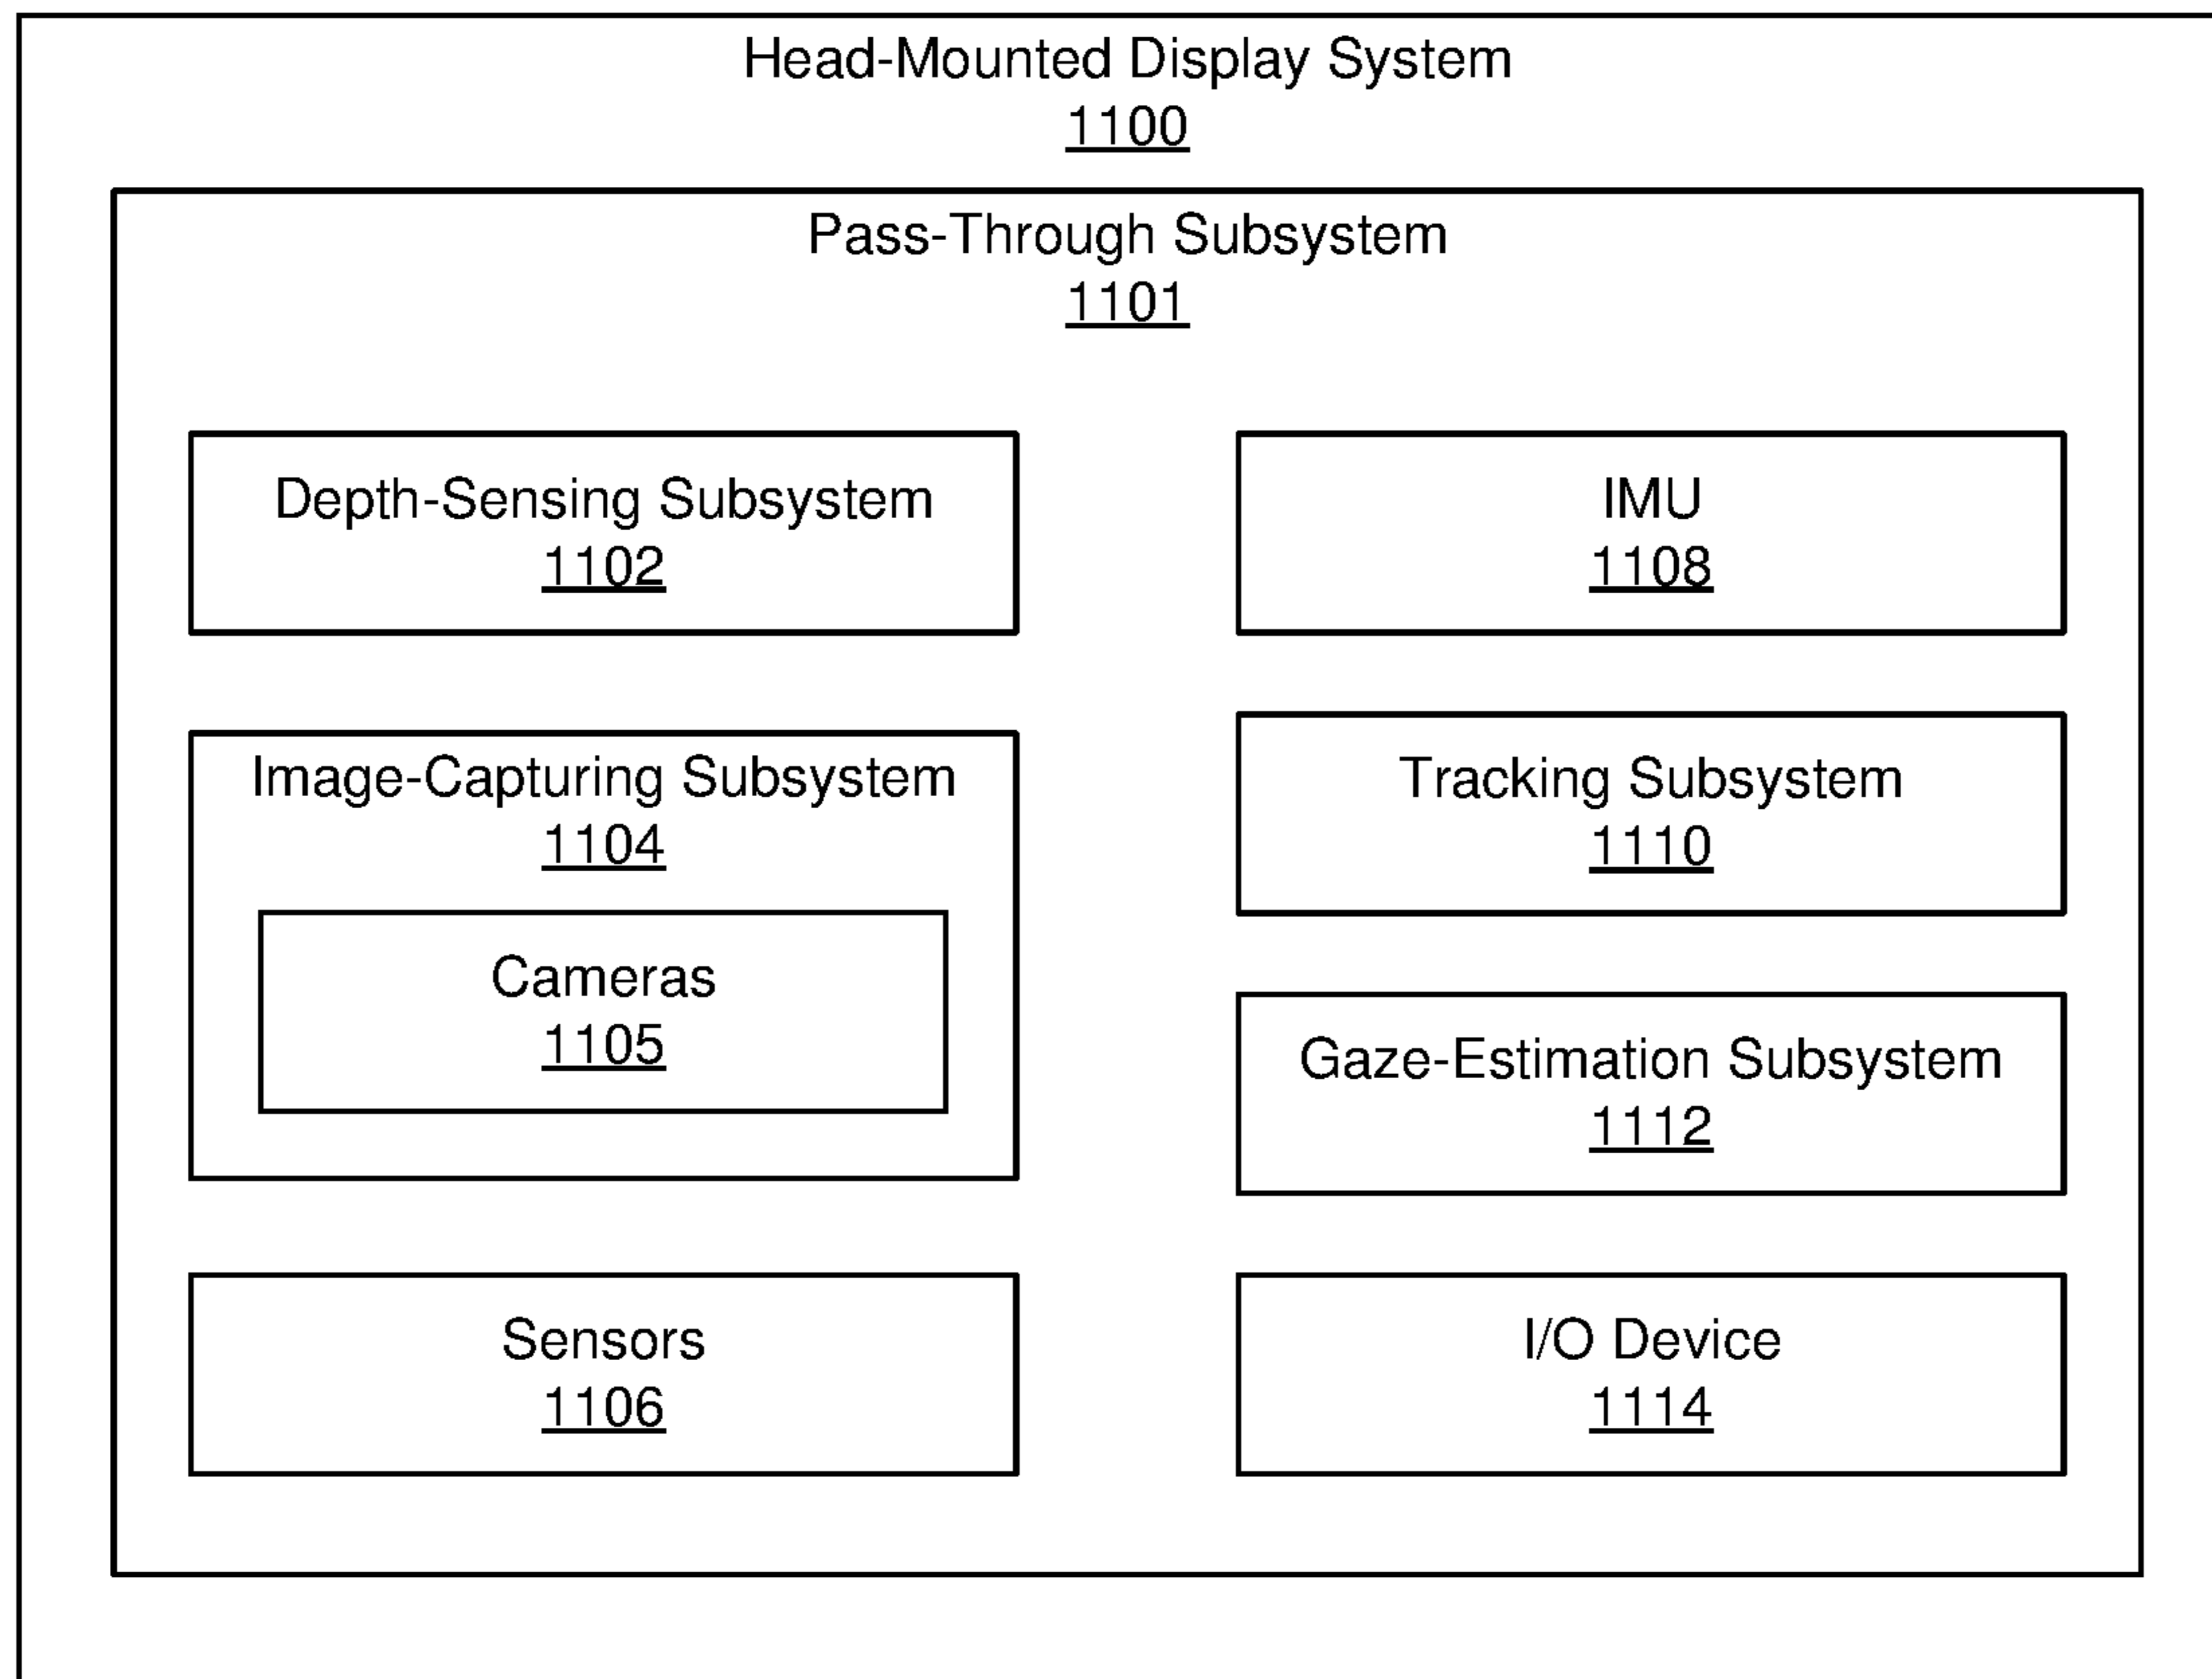 Head-Mounted Display System
1100
Pass-Through Subsystem
1101
Depth-Sensing Subsystem
1102
Image-Capturing Subsystem
1104
Cameras
1105
Sensors
1106
IMU
1108
Tracking Subsystem
1110
Gaze-Estimation Subsystem
1112
I/O Device
1114